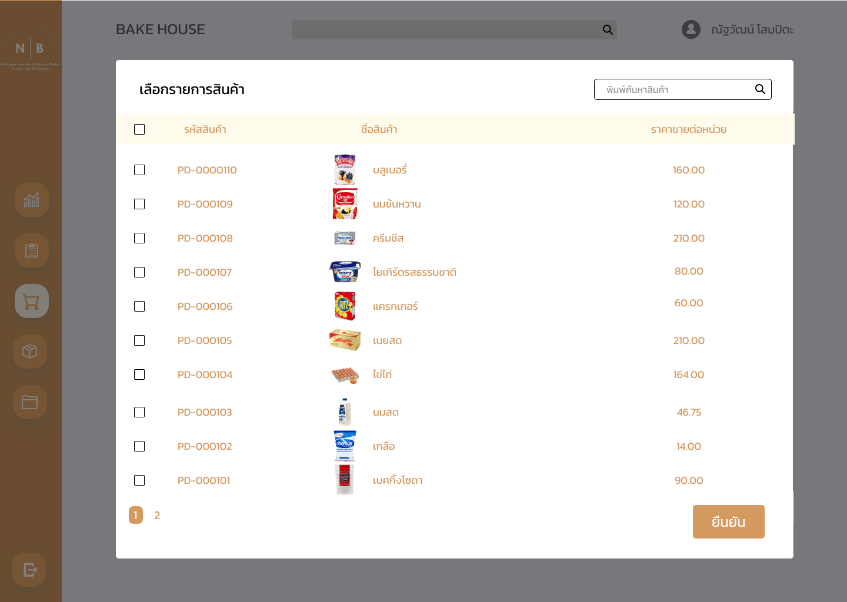 BAKE HOUSE
ณัฐวัฒน์ โสมปิตะ
N | B
เลือกรายการสินค้า
พิมพ์ค้นหาสินค้า
รหัสสินค้า ชื่อสินค้า ราคาขายต่อหน่วย
PD-0000110 บลูเบอรี่ 160.00
PD-000109 นมข้นหวาน 120.00
PD-000108 ครีมชีส 210.00
PD-000107 โยเกิร์ตรสธรรมชาติ 80.00
PD-000106 แครกเกอร์ 60.00
PD-000105 เนยสด 210.00
PD-000104 ไข่ไก่ 164.00
PD-000103 นมสด 46.75
PD-000102 เกลือ 14.00
PD-000101 เบคกิ้งโซดา 90.00
1 2
ยืนยัน